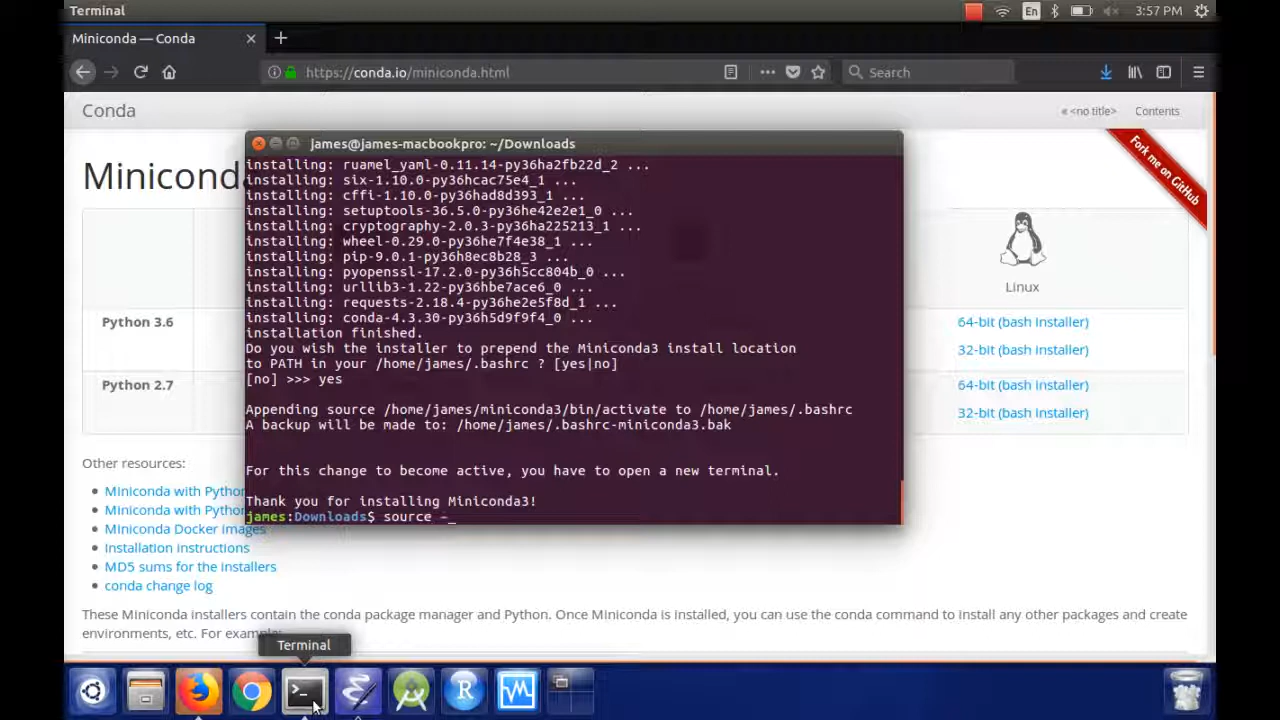 Terminal
En
3:57 PM
Miniconda — Conda
https://conda.io/miniconda.html
Search
Conda
« <no title>
Contents
Fork me on GitHub
Minicond
james@james-macbookpro: ~/Downloads
installing: ruamel_yaml-0.11.14-py36ha2fb22d_2 ...
installing: six-1.10.0-py36hcac75e4_1 ...
installing: cffi-1.10.0-py36had8d393_1 ...
installing: setuptools-36.5.0-py36he42e2e1_0 ...
installing: cryptography-2.0.3-py36ha225213_1 ...
installing: wheel-0.29.0-py36he7f4e38_1 ...
installing: pip-9.0.1-py36h8ec8b28_3 ...
installing: pyopenssl-17.2.0-py36h5cc804b_0 ...
installing: urllib3-1.22-py36hbe7ace6_0 ...
installing: requests-2.18.4-py36he2e5f8d_1 ...
installing: conda-4.3.30-py36h5d9f9f4_0 ...
installation finished.
Do you wish the installer to prepend the Miniconda3 install location
to PATH in your /home/james/.bashrc ? [yes|no]
[no] >>> yes
Appending source /home/james/miniconda3/bin/activate to /home/james/.bashrc
A backup will be made to: /home/james/.bashrc-miniconda3.bak
For this change to become active, you have to open a new terminal.
Thank you for installing Miniconda3!
james:Downloads$ source ~_
Linux
Python 3.6
64-bit (bash installer)
32-bit (bash installer)
Python 2.7
64-bit (bash installer)
32-bit (bash installer)
Other resources:
Miniconda with Python
Miniconda with Python
Miniconda Docker images
Installation instructions
MD5 sums for the installers
conda change log
These Miniconda installers contain the conda package manager and Python. Once Miniconda is installed, you can use the conda command to install any other packages and create
environments, etc. For example:
Terminal
R